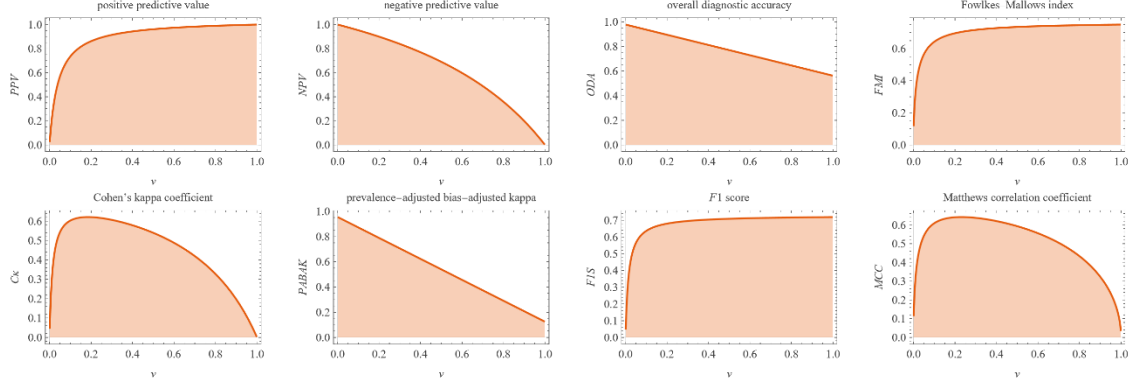 positive predictive value
PPV
1.0
0.8
0.6
0.4
0.2
0.0
0.0 0.2 0.4 0.6 0.8 1.0
v
negative predictive value
NPV
1.0
0.8
0.6
0.4
0.2
0.0
0.0 0.2 0.4 0.6 0.8 1.0
v
overall diagnostic accuracy
ODA
1.0
0.8
0.6
0.4
0.2
0.0
0.0 0.2 0.4 0.6 0.8 1.0
v
Fowlkes Mallows index
FMI
0.6
0.4
0.2
0.0
0.0 0.2 0.4 0.6 0.8 1.0
v
Cohen's kappa coefficient
Cκ
0.6
0.5
0.4
0.3
0.2
0.1
0.0
0.0 0.2 0.4 0.6 0.8 1.0
v
prevalence−adjusted bias−adjusted kappa
PABAK
1.0
0.8
0.6
0.4
0.2
0.0
0.0 0.2 0.4 0.6 0.8 1.0
v
F1 score
F1S
0.7
0.6
0.5
0.4
0.3
0.2
0.1
0.0
0.0 0.2 0.4 0.6 0.8 1.0
v
Matthews correlation coefficient
MCC
0.6
0.5
0.4
0.3
0.2
0.1
0.0
0.0 0.2 0.4 0.6 0.8 1.0
v